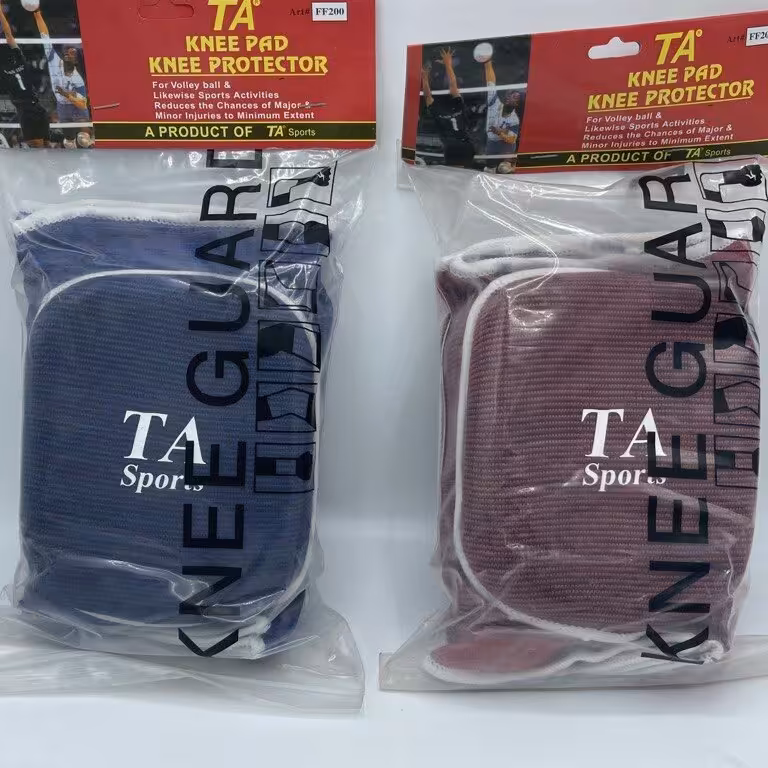 TA®
Art# FF200
KNEE PAD
KNEE PROTECTOR
For Volley ball &
Likewise Sports Activities
Reduces the Chances of Major &
Minor Injuries to Minimum Extent
A PRODUCT OF TA® Sports
KNEE GUARD
TA
Sports
TA®
Art#
KNEE PAD
KNEE PROTECTOR
For Volley ball &
Likewise Sports Activities
Reduces the Chances of Major &
Minor Injuries to Minimum Extent
A PRODUCT OF TA® Sports
KNEE GUAR
TA
Sports